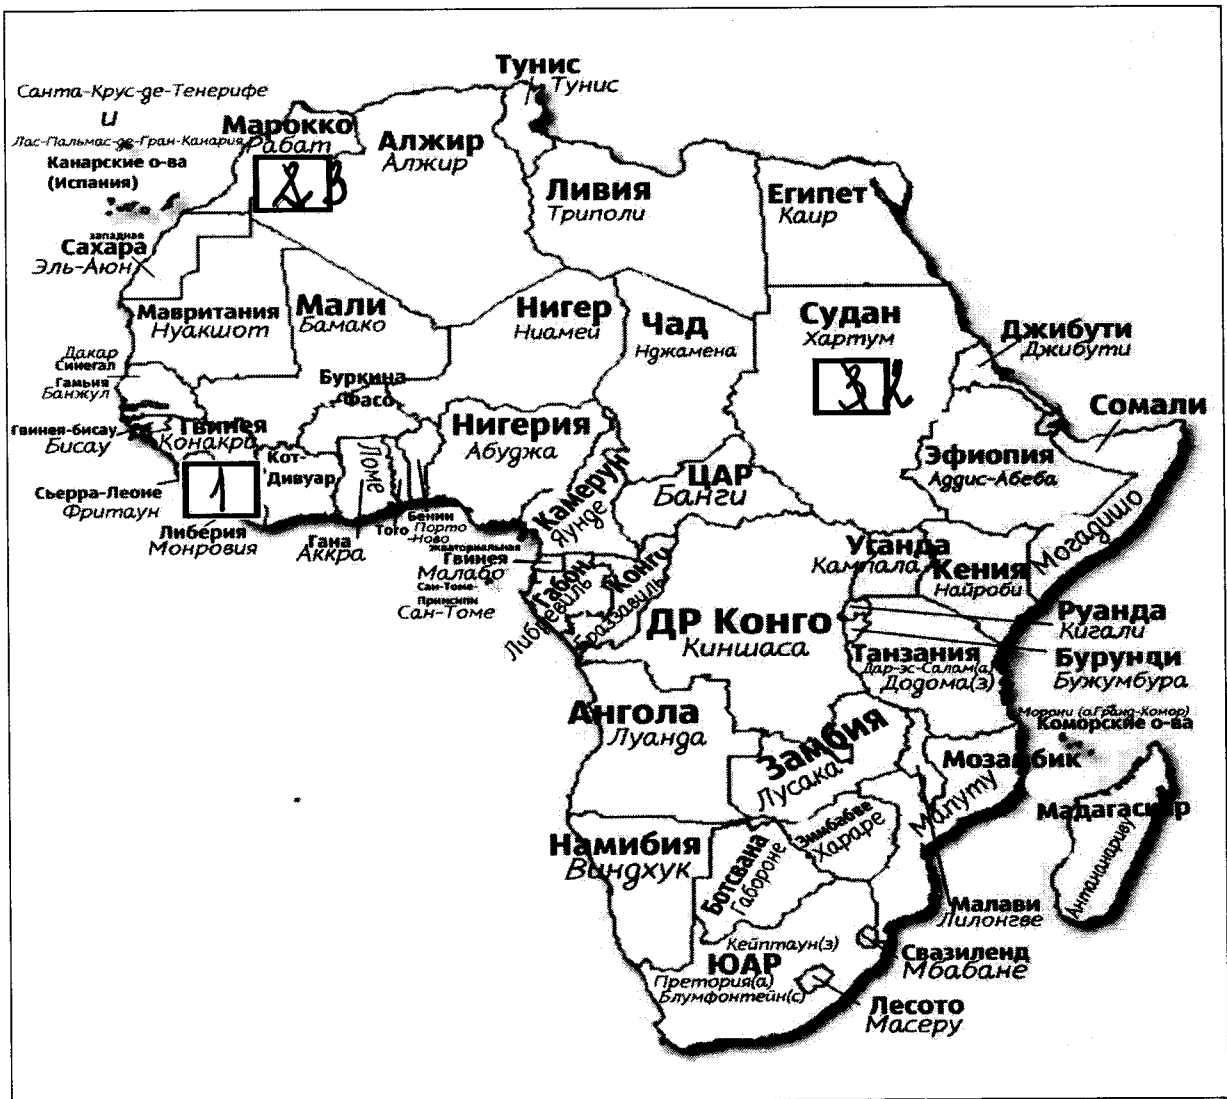 Тунис
Тунис
Санта-Крус-де-Тенерифе
и
Лас-Пальмас-де-Гран-Канария
Канарские о-ва
(Испания)
Марокко
Рабат
Алжир
Алжир
Ливия
Триполи
Египет
Каир
западная
Сахара
Эль-Аюн
Мавритания
Нуакшот
Мали
Бамако
Нигер
Ниамей
Чад
Нджамена
Судан
Хартум
3
Джибути
Джибути
Дакар
Синегал
Гамьия
Банжул
Буркина
Фасо
Гвинея-бисау
Бисау
Гвинея
Конакри
Нигерия
Абуджа
Сомали
Могадишо
Эфиопия
Аддис-Абеба
Кот-
Дивуар
Ломе
Камерун
Яунде
ЦАР
Банги
Сьерра-Леоне
Фритаун
1
Либерия
Монровия
Гана
Аккра
Того
Бенин
Порто
-Ново
Экваториальная
Гвинея
Малабо
Сан-Томе-
Принсипи
Сан-Томе
Габон
Либревиль
Конго
Браззавиль
Уганда
Кампала
Кения
Найроби
ДР Конго
Киншаса
Руанда
Кигали
Бурунди
Бужумбура
Танзания
Дар-эс-Салам(а)
Додома(з)
Морони (о.Гранд-Комор)
Коморские о-ва
Ангола
Луанда
Замбия
Лусака
Мозамбик
Мапуту
Мадагаскар
Антананариву
Зимбабве
Хараре
Намибия
Виндхук
Ботсвана
Габороне
Малави
Лилонгве
Кейптаун(з)
ЮАР
Претория(а)
Блумфонтейн(с)
Свазиленд
Мбабане
Лесото
Масеру